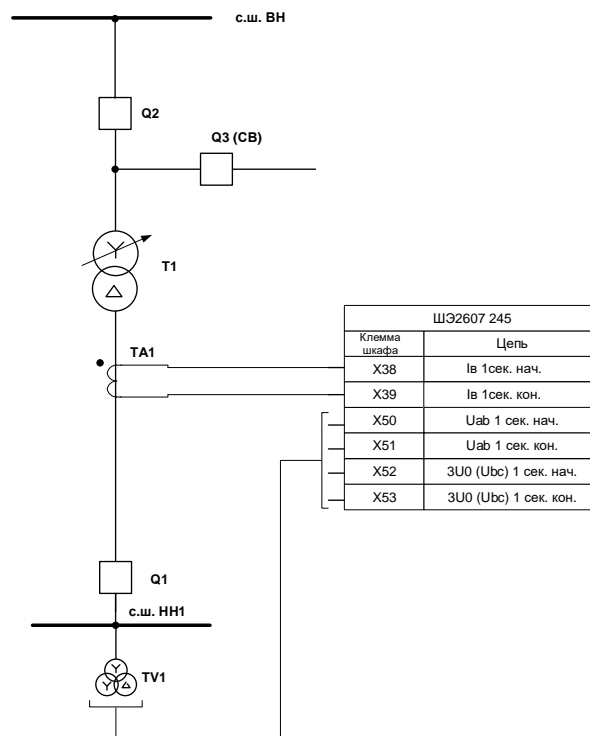 с.ш. ВН
Q2
Q3 (СВ)
Т1
ТА1
ШЭ2607 245
Клемма шкафа Цепь
X38 Iв 1сек. нач.
X39 Iв 1сек. кон.
X50 Uab 1 сек. нач.
X51 Uab 1 сек. кон.
X52 3U0 (Ubc) 1 сек. нач.
X53 3U0 (Ubc) 1 сек. кон.
Q1
с.ш. НН1
TV1